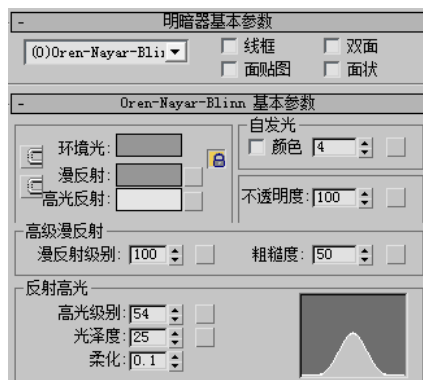 - 明暗器基本参数
(O)Oren-Nayar-Blin 线框 双面
面贴图 面状
- Oren-Nayar-Blinn 基本参数
自发光
环境光: 颜色 4
漫反射:
高光反射: 不透明度: 100
高级漫反射
漫反射级别: 100 粗糙度: 50
反射高光
高光级别: 54
光泽度: 25
柔化: 0.1